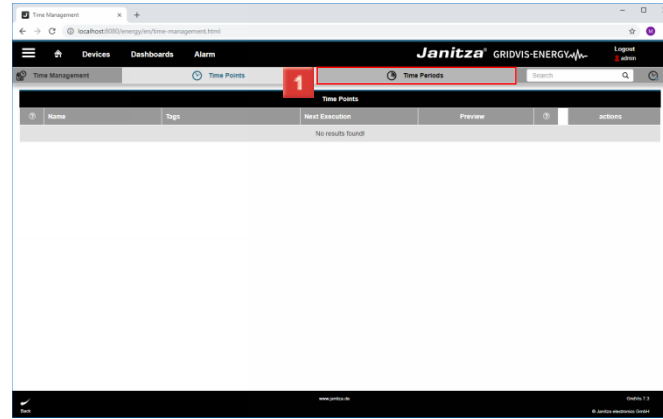 Time Management
localhost:8080/energy/en/time-management.html
Devices Dashboards Alarm Janitza® GRIDVIS-ENERGY Logout
admin
Time Management Time Points 1 Time Periods Search
Time Points
Name Tags Next Execution Preview actions
No results found!
Back www.janitza.de GridVis 7.3
© Janitza electronics GmbH